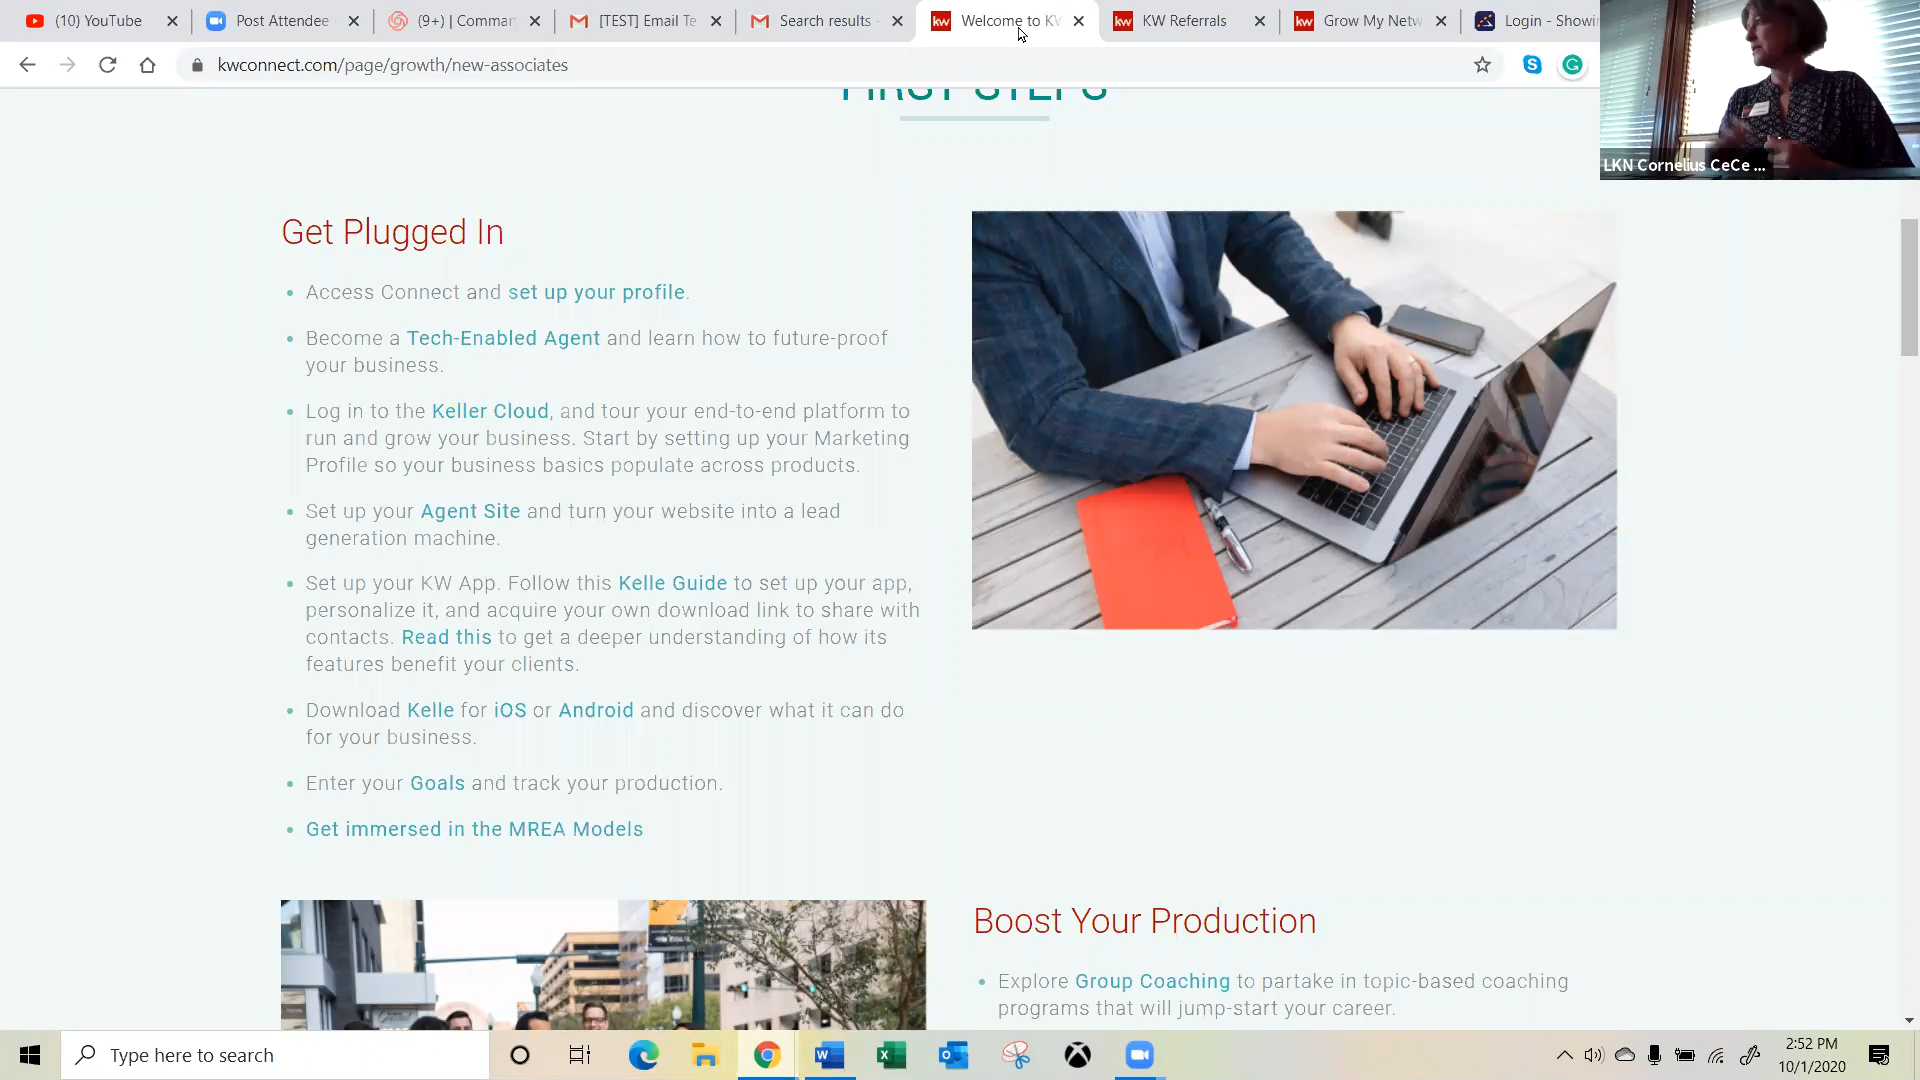 (10) YouTube
Post Attendee
(9+) | Comman
[TEST] Email Te
Search results -
kw
Welcome to KW
kw
KW Referrals
kw
Grow My Netw
Login - Showi
kwconnect.com/page/growth/new-associates
FIRST STEPS
LKN Cornelius CeCe ...
Get Plugged In
Access Connect and set up your profile.
Become a Tech-Enabled Agent and learn how to future-proof
your business.
Log in to the Keller Cloud, and tour your end-to-end platform to
run and grow your business. Start by setting up your Marketing
Profile so your business basics populate across products.
Set up your Agent Site and turn your website into a lead
generation machine.
Set up your KW App. Follow this Kelle Guide to set up your app,
personalize it, and acquire your own download link to share with
contacts. Read this to get a deeper understanding of how its
features benefit your clients.
Download Kelle for iOS or Android and discover what it can do
for your business.
Enter your Goals and track your production.
Get immersed in the MREA Models
Boost Your Production
Explore Group Coaching to partake in topic-based coaching
programs that will jump-start your career.
Type here to search
2:52 PM
10/1/2020